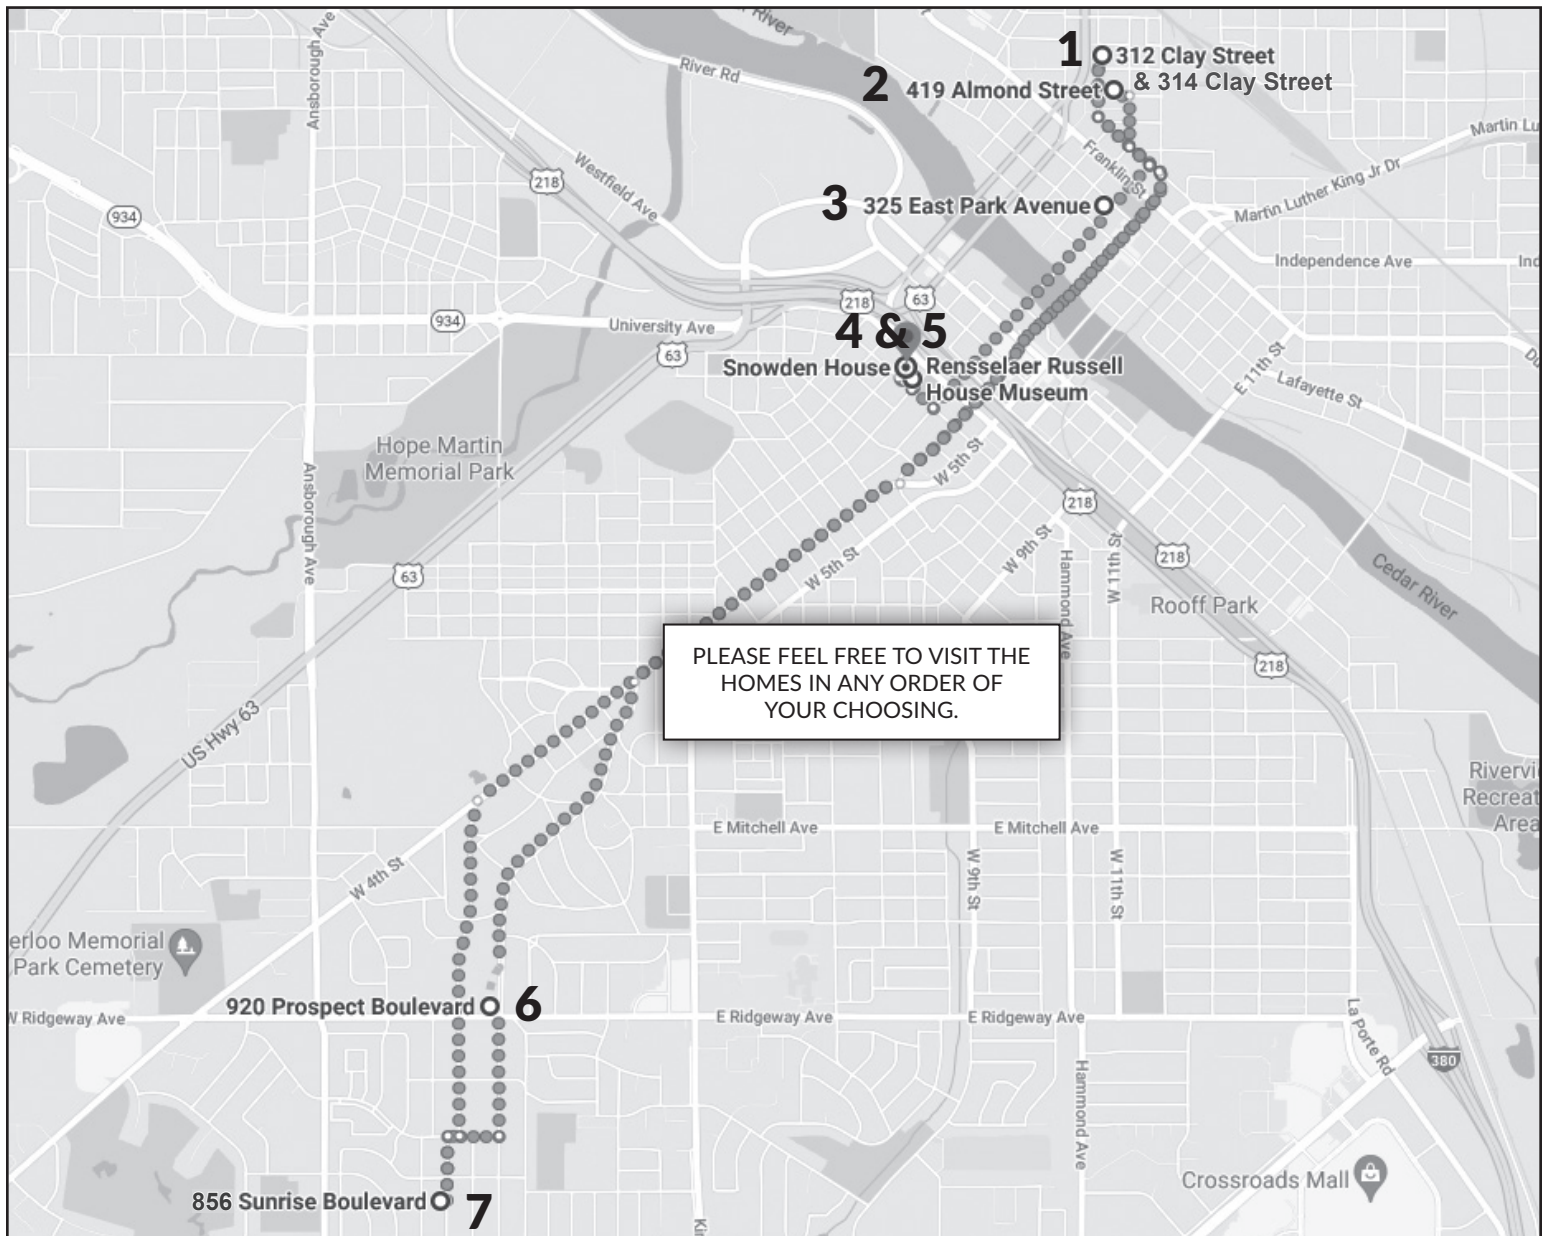 River
1
312 Clay Street
& 314 Clay Street
2
419 Almond Street
River Rd
Ansborough Ave
Martin Lu
Franklin St
Martin Luther King Jr Dr
Westfield Ave
218
934
3
325 East Park Avenue
Independence Ave
Ind
218
63
934
University Ave
63
4 & 5
Snowden House
Rensselaer Russell
House Museum
E 11th St
Lafayette St
Hope Martin
Memorial Park
W 5th St
Ansborough Ave
218
W 9th St
W 11th St
Hammond Ave
218
63
W 5th St
Cedar River
Rooff Park
218
PLEASE FEEL FREE TO VISIT THE
HOMES IN ANY ORDER OF
YOUR CHOOSING.
US Hwy 63
Rivervi
Recreat
Area
E Mitchell Ave
E Mitchell Ave
W 4th St
W 9th St
W 11th St
erloo Memorial
Park Cemetery
920 Prospect Boulevard
6
W Ridgeway Ave
E Ridgeway Ave
E Ridgeway Ave
La Porte Rd
380
Hammond Ave
Crossroads Mall
856 Sunrise Boulevard
7